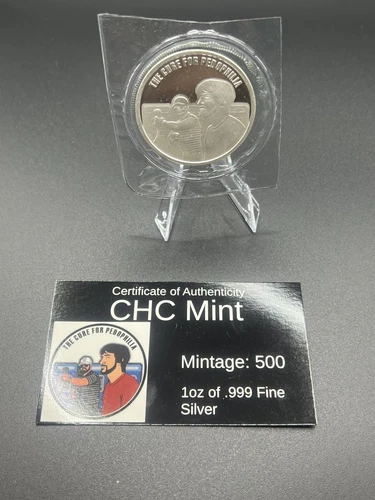 THE CURE FOR PEDOPHILIA
Certificate of Authenticity
CHC Mint
THE CURE FOR PEDOPHILIA
Mintage: 500
1oz of .999 Fine
Silver